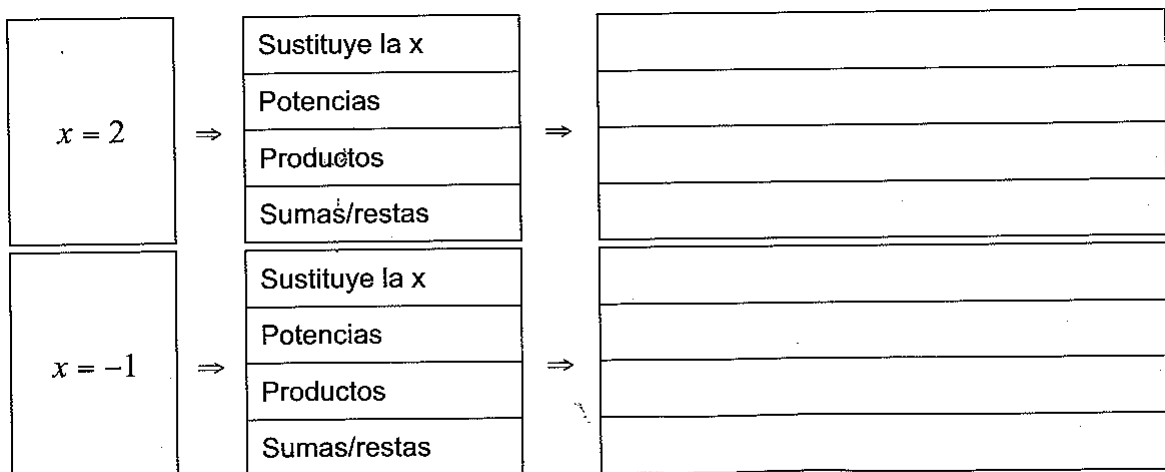 x = 2
⇒
Sustituye la x
Potencias
Productos
Sumas/restas
⇒
x = −1
⇒
Sustituye la x
Potencias
Productos
Sumas/restas
⇒